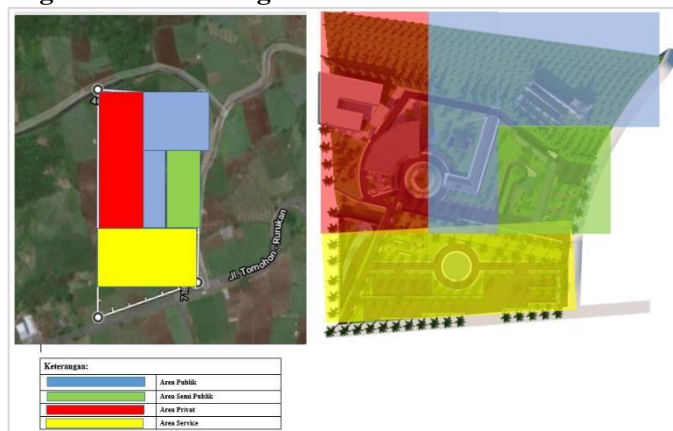 Jl. Tomohon - Rurukan
Keterangan:
Area Publik
Area Semi Publik
Area Privat
Area Service